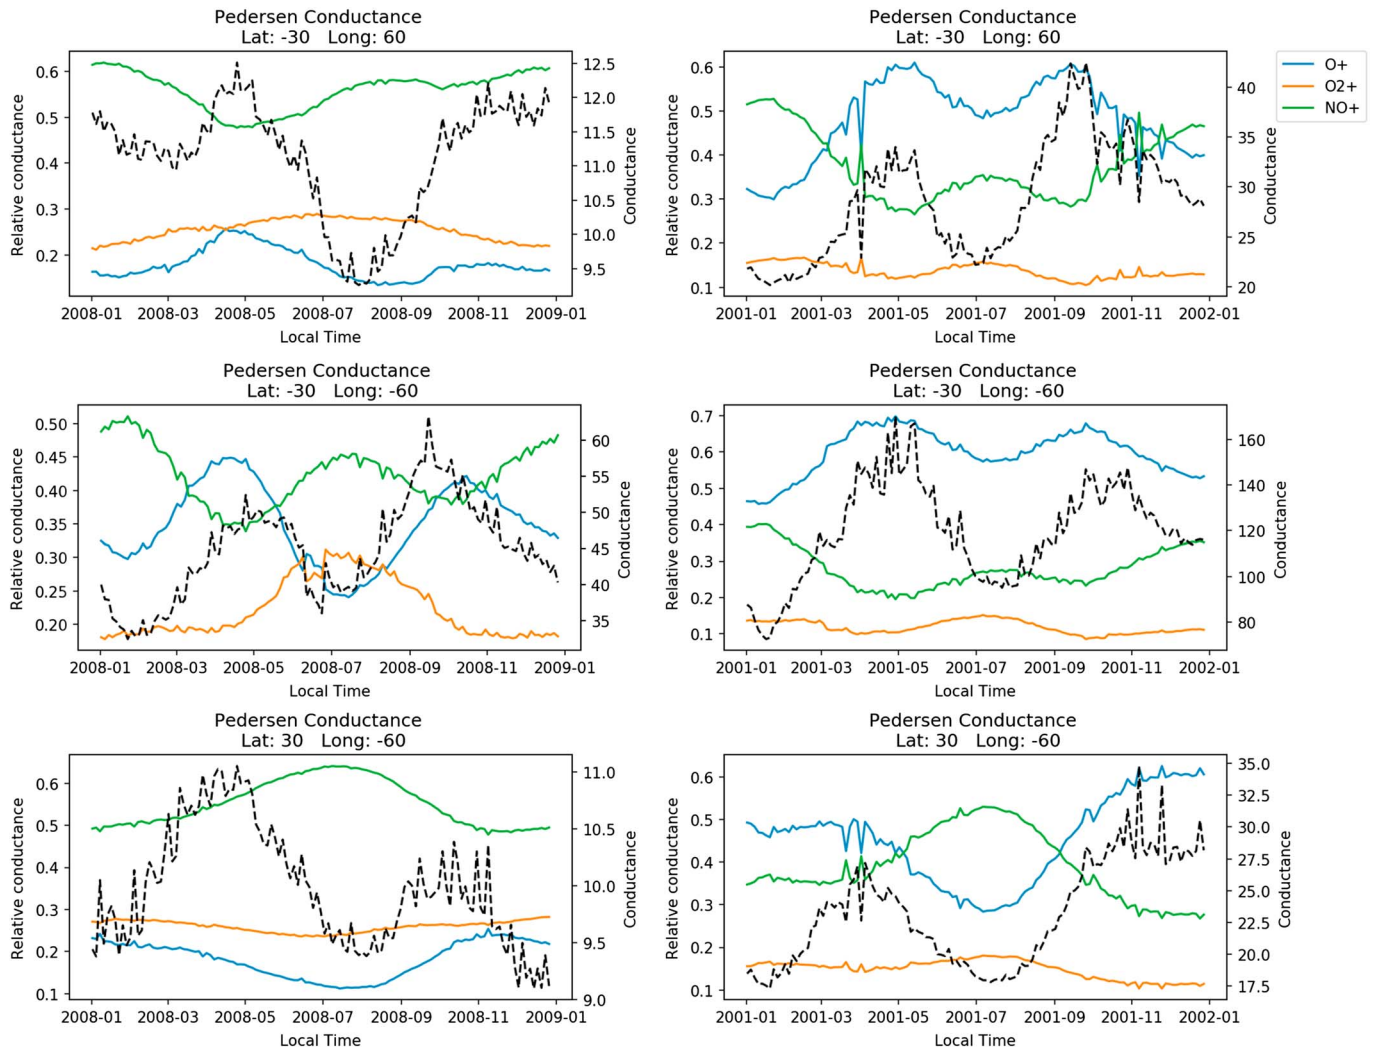 Pedersen Conductance
Lat: -30 Long: 60
0.6
0.5
0.4
0.3
0.2
12.5
12.0
11.5
11.0
10.5
10.0
9.5
Relative conductance
Conductance
2008-01 2008-03 2008-05 2008-07 2008-09 2008-11 2009-01
Local Time
Pedersen Conductance
Lat: -30 Long: 60
0.6
0.5
0.4
0.3
0.2
0.1
40
35
30
25
20
Relative conductance
Conductance
2001-01 2001-03 2001-05 2001-07 2001-09 2001-11 2002-01
Local Time
O+
O2+
NO+
Pedersen Conductance
Lat: -30 Long: -60
0.50
0.45
0.40
0.35
0.30
0.25
0.20
60
55
50
45
40
35
Relative conductance
Conductance
2008-01 2008-03 2008-05 2008-07 2008-09 2008-11 2009-01
Local Time
Pedersen Conductance
Lat: -30 Long: -60
0.7
0.6
0.5
0.4
0.3
0.2
0.1
160
140
120
100
80
Relative conductance
Conductance
2001-01 2001-03 2001-05 2001-07 2001-09 2001-11 2002-01
Local Time
Pedersen Conductance
Lat: 30 Long: -60
0.6
0.5
0.4
0.3
0.2
0.1
11.0
10.5
10.0
9.5
9.0
Relative conductance
Conductance
2008-01 2008-03 2008-05 2008-07 2008-09 2008-11 2009-01
Local Time
Pedersen Conductance
Lat: 30 Long: -60
0.6
0.5
0.4
0.3
0.2
0.1
35.0
32.5
30.0
27.5
25.0
22.5
20.0
17.5
Relative conductance
Conductance
2001-01 2001-03 2001-05 2001-07 2001-09 2001-11 2002-01
Local Time